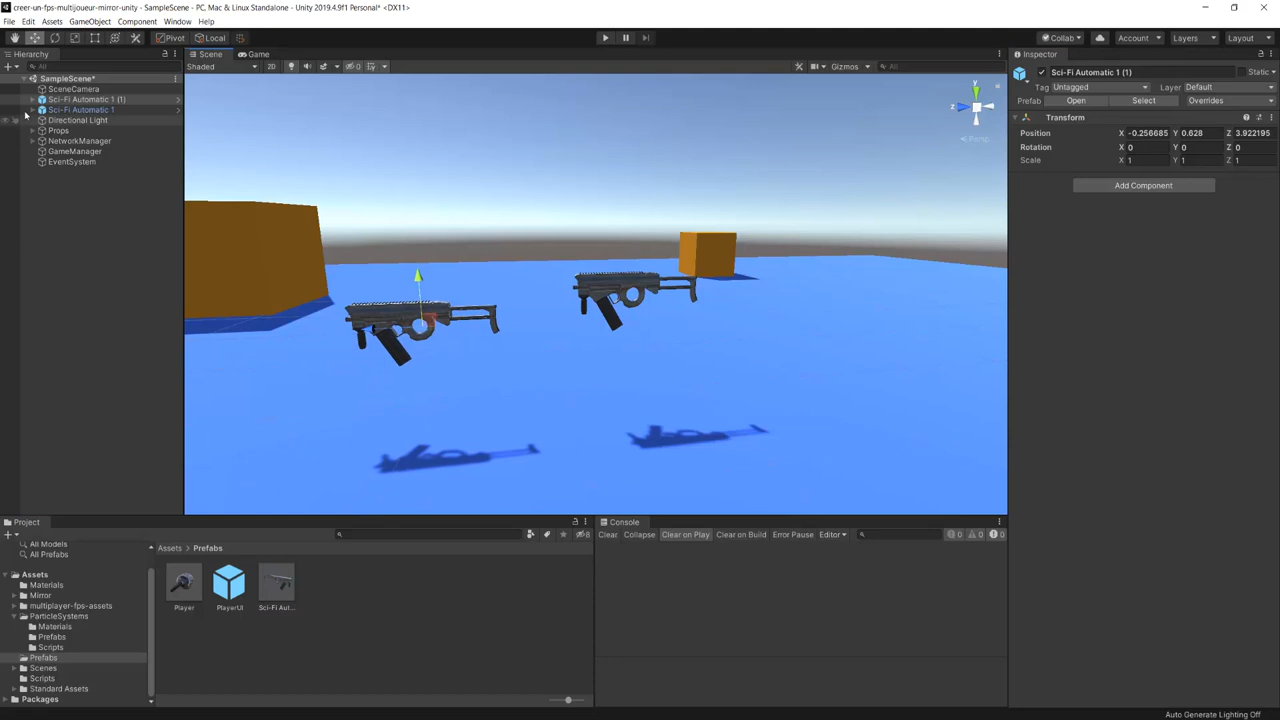 creer-un-fps-multijoueur-mirror-unity - SampleScene - PC, Mac & Linux Standalone - Unity 2019.4.9f1 Personal* <DX11>
File Edit Assets GameObject Component Window Help
Pivot Local Collab Account Layers Layout
Hierarchy Scene Game Inspector
All Shaded 2D 0 Gizmos All
SampleScene*
SceneCamera
Sci-Fi Automatic 1 (1)
Sci-Fi Automatic 1
Directional Light
Props
NetworkManager
GameManager
EventSystem
y
z
Persp
Sci-Fi Automatic 1 (1) Static
Tag Untagged Layer Default
Prefab Open Select Overrides
Transform
Position X -0.256685 Y 0.628 Z 3.922195
Rotation X 0 Y 0 Z 0
Scale X 1 Y 1 Z 1
Add Component
Project
8
All Models
All Prefabs
Assets
Materials
Mirror
multiplayer-fps-assets
ParticleSystems
Materials
Prefabs
Scripts
Prefabs
Scenes
Scripts
Standard Assets
Packages
Assets > Prefabs
Player PlayerUI Sci-Fi Aut...
Console
Clear Collapse Clear on Play Clear on Build Error Pause Editor 0 0 0
Auto Generate Lighting Off